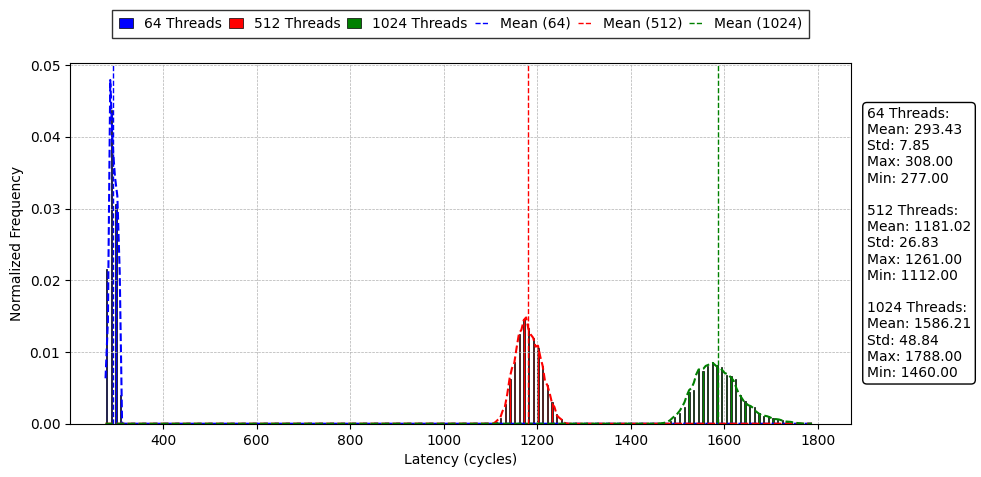 64 Threads 512 Threads 1024 Threads Mean (64) Mean (512) Mean (1024)
0.05
0.04
0.03
0.02
0.01
0.00
Normalized Frequency
400 600 800 1000 1200 1400 1600 1800
Latency (cycles)
64 Threads:
Mean: 293.43
Std: 7.85
Max: 308.00
Min: 277.00
512 Threads:
Mean: 1181.02
Std: 26.83
Max: 1261.00
Min: 1112.00
1024 Threads:
Mean: 1586.21
Std: 48.84
Max: 1788.00
Min: 1460.00